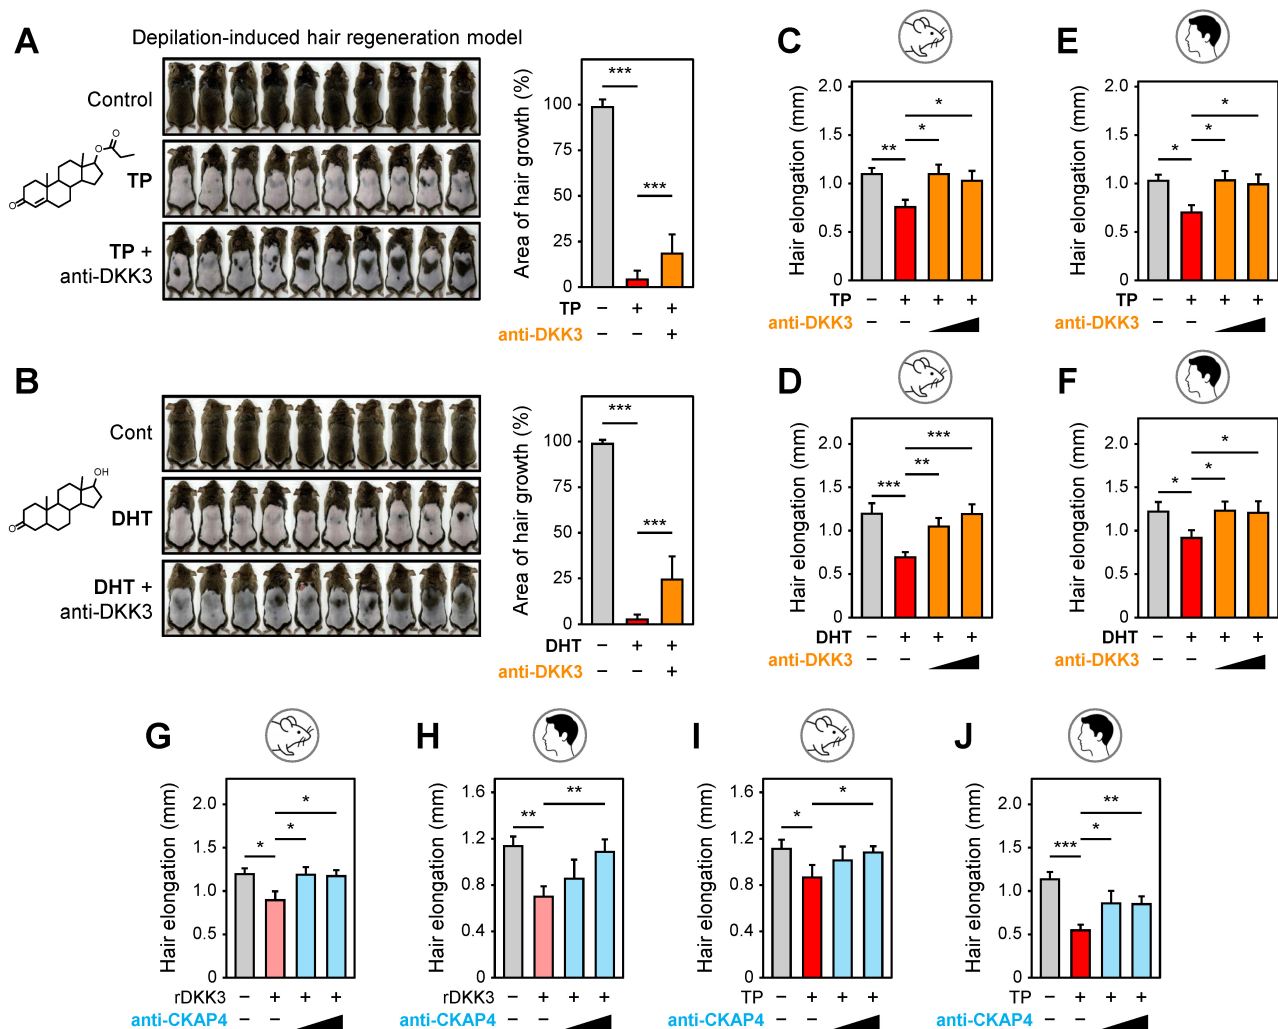 A
Depilation-induced hair regeneration model
Control
TP
TP +
anti-DKK3
O
O
O
Area of hair growth (%)
100
50
25
0
***
***
TP − + +
anti-DKK3 − − +
B
Cont
DHT
DHT +
anti-DKK3
OH
O
Area of hair growth (%)
100
50
25
0
***
***
DHT − + +
anti-DKK3 − − +
C
Hair elongation (mm)
2.0
1.5
1.0
0.5
0
*
*
**
TP − + + +
anti-DKK3 − −
E
Hair elongation (mm)
2.0
1.5
1.0
0.5
0
*
*
*
TP − + + +
anti-DKK3 − −
D
Hair elongation (mm)
2.0
1.5
1.0
0.5
0
***
**
***
DHT − + + +
anti-DKK3 − −
F
Hair elongation (mm)
2.0
1.5
1.0
0.5
0
*
*
*
DHT − + + +
anti-DKK3 − −
G
Hair elongation (mm)
2.0
1.5
1.0
0.5
0
*
*
*
rDKK3 − + + +
anti-CKAP4 − −
H
Hair elongation (mm)
1.6
1.2
0.8
0.4
0
**
**
rDKK3 − + + +
anti-CKAP4 − −
I
Hair elongation (mm)
1.6
1.2
0.8
0.4
0
*
*
TP − + + +
anti-CKAP4 − −
J
Hair elongation (mm)
2.0
1.5
1.0
0.5
0
**
*
***
TP − + + +
anti-CKAP4 − −